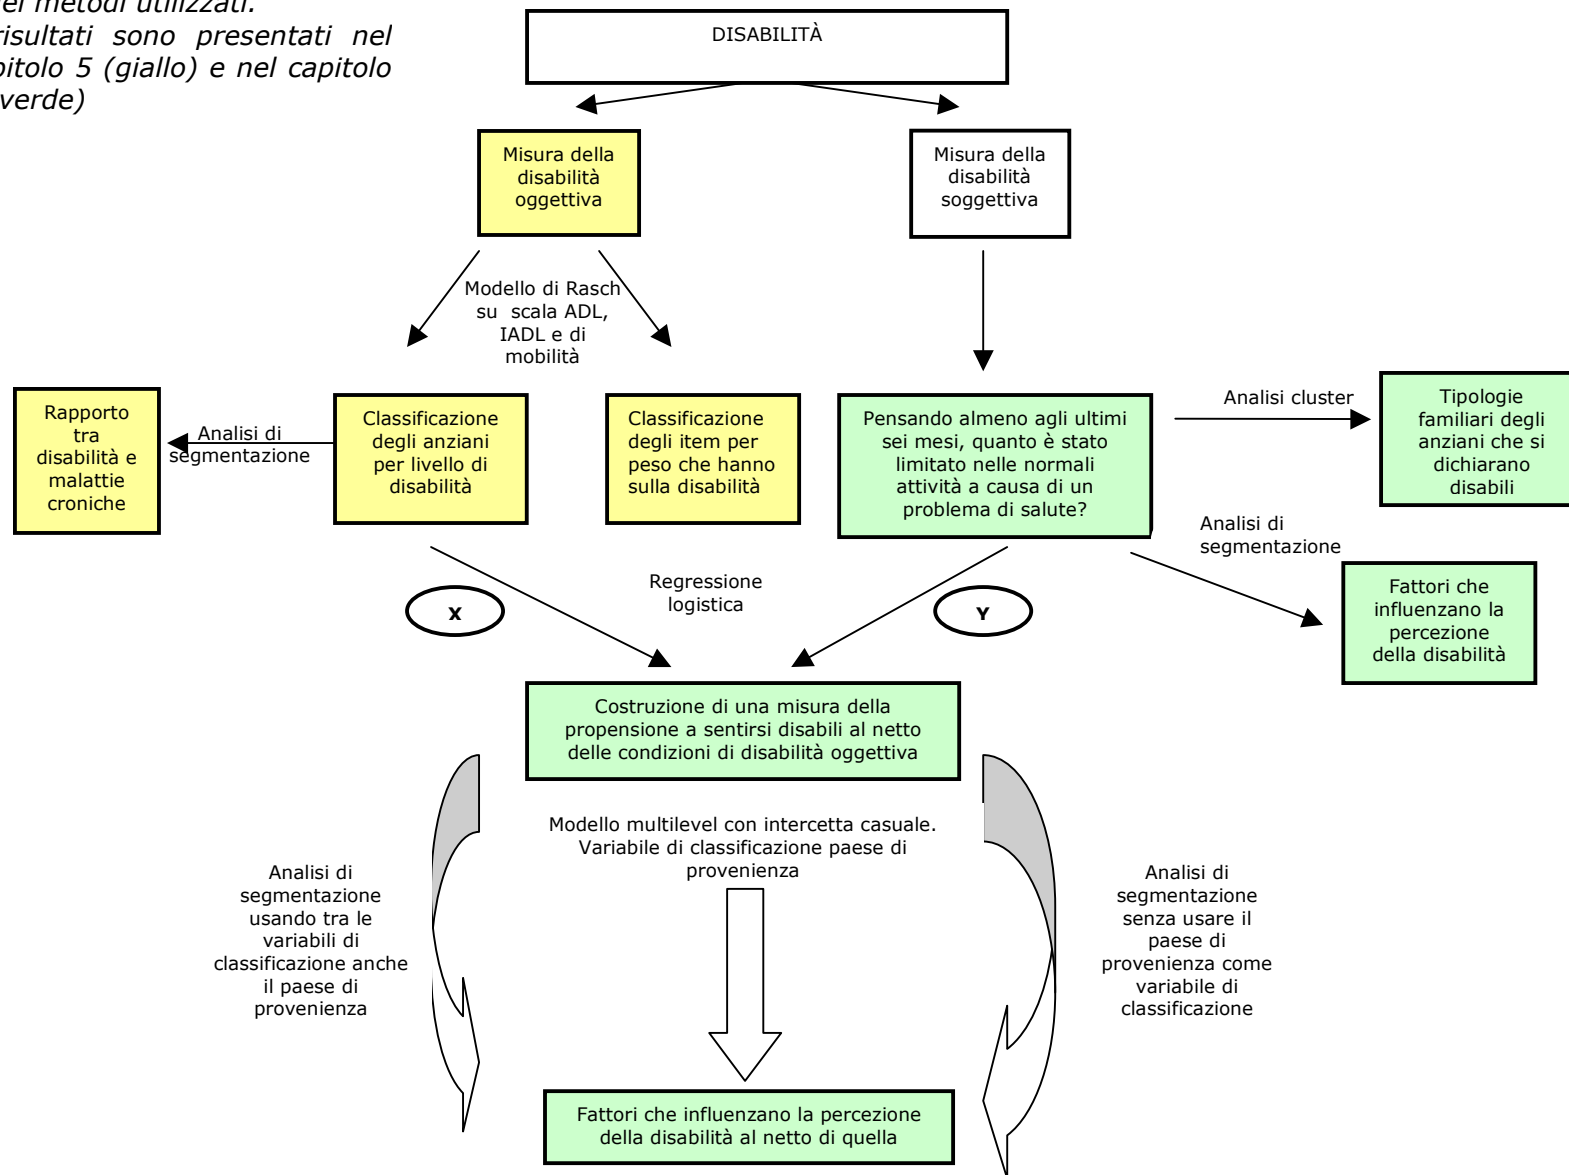 ei metodi utilizzati.
risultati sono presentati nel
pitolo 5 (giallo) e nel capitolo
verde)
DISABILITÀ
Misura della
disabilità
oggettiva
Misura della
disabilità
soggettiva
Modello di Rasch
su scala ADL,
IADL e di
mobilità
Rapporto
tra
disabilità e
malattie
croniche
Analisi di
segmentazione
Classificazione
degli anziani
per livello di
disabilità
Classificazione
degli item per
peso che hanno
sulla disabilità
Pensando almeno agli ultimi
sei mesi, quanto è stato
limitato nelle normali
attività a causa di un
problema di salute?
Analisi cluster
Tipologie
familiari degli
anziani che si
dichiarano
disabili
Analisi di
segmentazione
Fattori che
influenzano la
percezione
della disabilità
X
Regressione
logistica
Y
Costruzione di una misura della
propensione a sentirsi disabili al netto
delle condizioni di disabilità oggettiva
Modello multilevel con intercetta casuale.
Variabile di classificazione paese di
provenienza
Analisi di
segmentazione
usando tra le
variabili di
classificazione anche
il paese di
provenienza
Analisi di
segmentazione
senza usare il
paese di
provenienza come
variabile di
classificazione
Fattori che influenzano la percezione
della disabilità al netto di quella